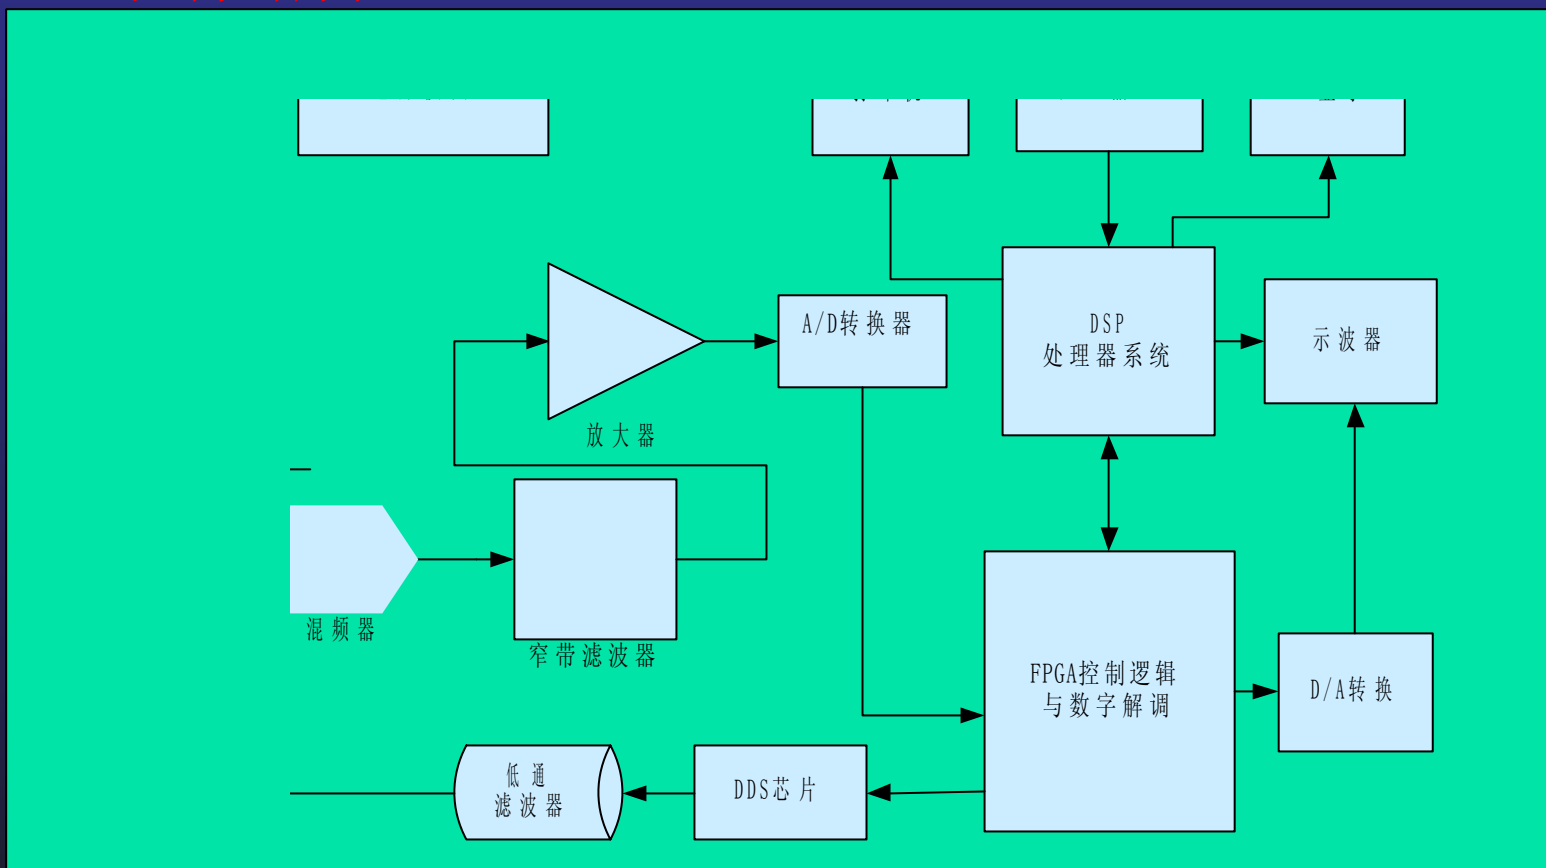 A/D转换器
DSP
处理器系统
示波器
放大器
混频器
窄带滤波器
FPGA控制逻辑
与数字解调
D/A转换
低通
滤波器
DDS芯片